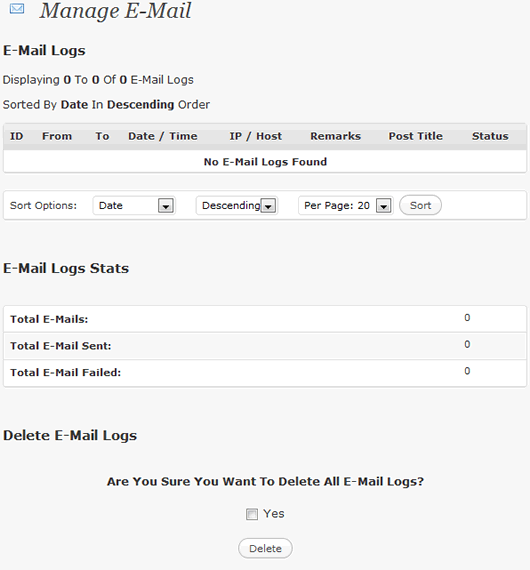 Manage E-Mail
E-Mail Logs
Displaying 0 To 0 Of 0 E-Mail Logs
Sorted By Date In Descending Order
ID From To Date / Time IP / Host Remarks Post Title Status
No E-Mail Logs Found
Sort Options: Date Descending Per Page: 20 Sort
E-Mail Logs Stats
Total E-Mails: 0
Total E-Mail Sent: 0
Total E-Mail Failed: 0
Delete E-Mail Logs
Are You Sure You Want To Delete All E-Mail Logs?
Yes
Delete